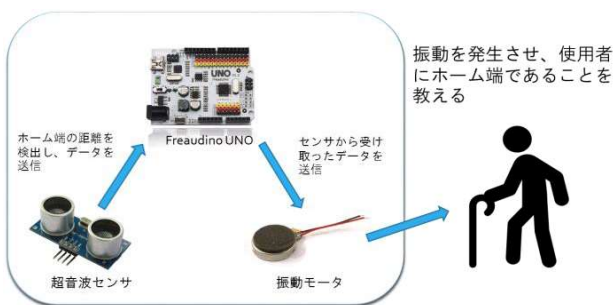 振動を発生させ、使用者
にホーム端であることを
教える
UNO
Freaduino
ホーム端の距離を
検出し、データを
送信
Freaudino UNO
センサから受け
取ったデータを
送信
超音波センサ
振動モータ